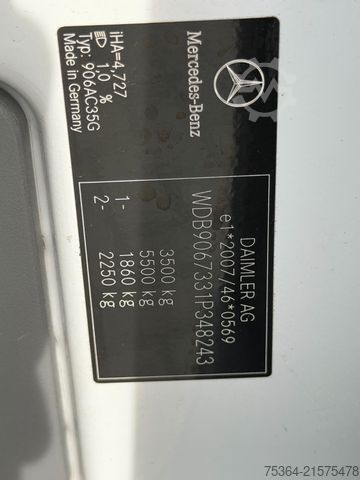 Mercedes-Benz
DAIMLER AG
e1*2007/46*0569
WDB9067331P348243
3500 kg
5500 kg
1- 1860 kg
2- 2250 kg
iHA=4,727
1,0 %
Typ: 906AC35G
Made in Germany
75364-21575478